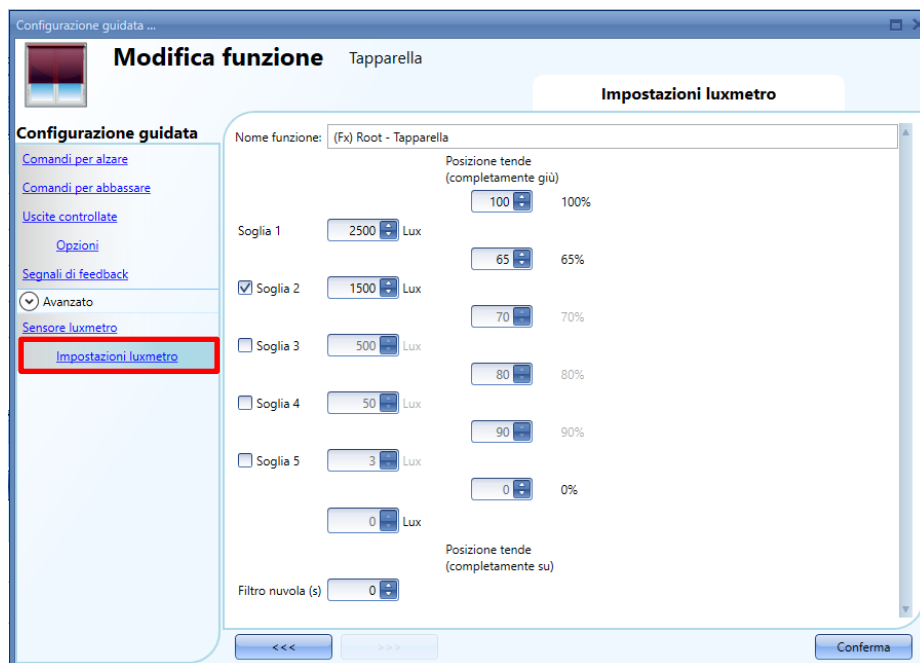 Configurazione guidata ...
Modifica funzione Tapparella
Impostazioni luxmetro
Configurazione guidata
Comandi per alzare
Comandi per abbassare
Uscite controllate
Opzioni
Segnali di feedback
Avanzato
Sensore luxmetro
Impostazioni luxmetro
Nome funzione: (Fx) Root - Tapparella
Posizione tende
(completamente giù)
100 100%
Soglia 1 2500 Lux
65 65%
Soglia 2 1500 Lux
70 70%
Soglia 3 500 Lux
80 80%
Soglia 4 50 Lux
90 90%
Soglia 5 3 Lux
0 0%
0 Lux
Posizione tende
(completamente su)
Filtro nuvola (s) 0
<<< >>> Conferma